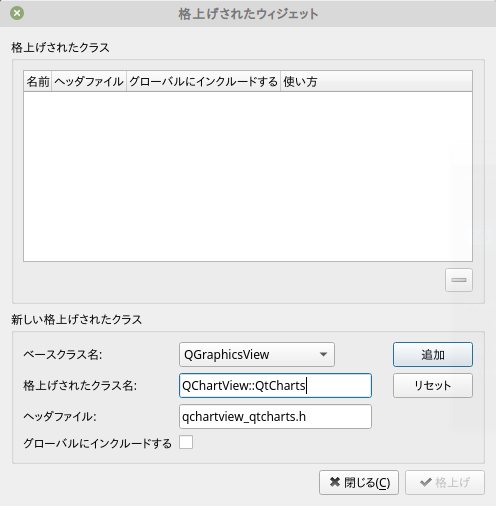 格上げされたウィジェット
格上げされたクラス
名前 ヘッダファイル グローバルにインクルードする 使い方
新しい格上げされたクラス
ベースクラス名: QGraphicsView 追加
格上げされたクラス名: QChartView::QtCharts リセット
ヘッダファイル: qchartview_qtcharts.h
グローバルにインクルードする
閉じる(C) 格上げ